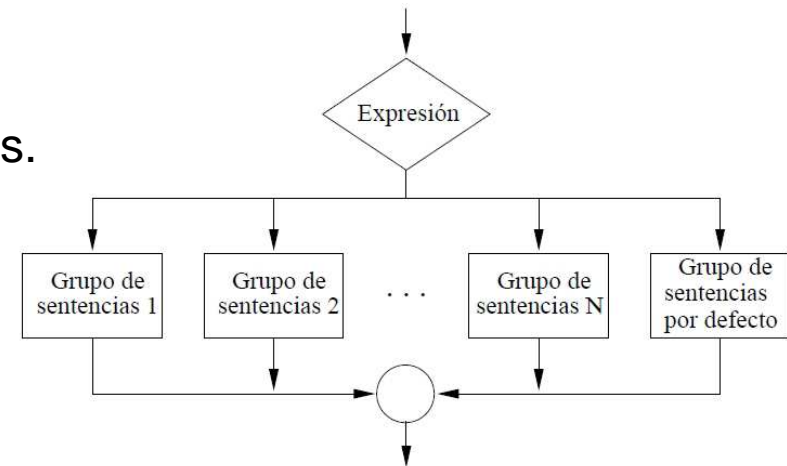 Expresión
s.
Grupo de
sentencias 1
Grupo de
sentencias 2
. . .
Grupo de
sentencias N
Grupo de
sentencias
por defecto